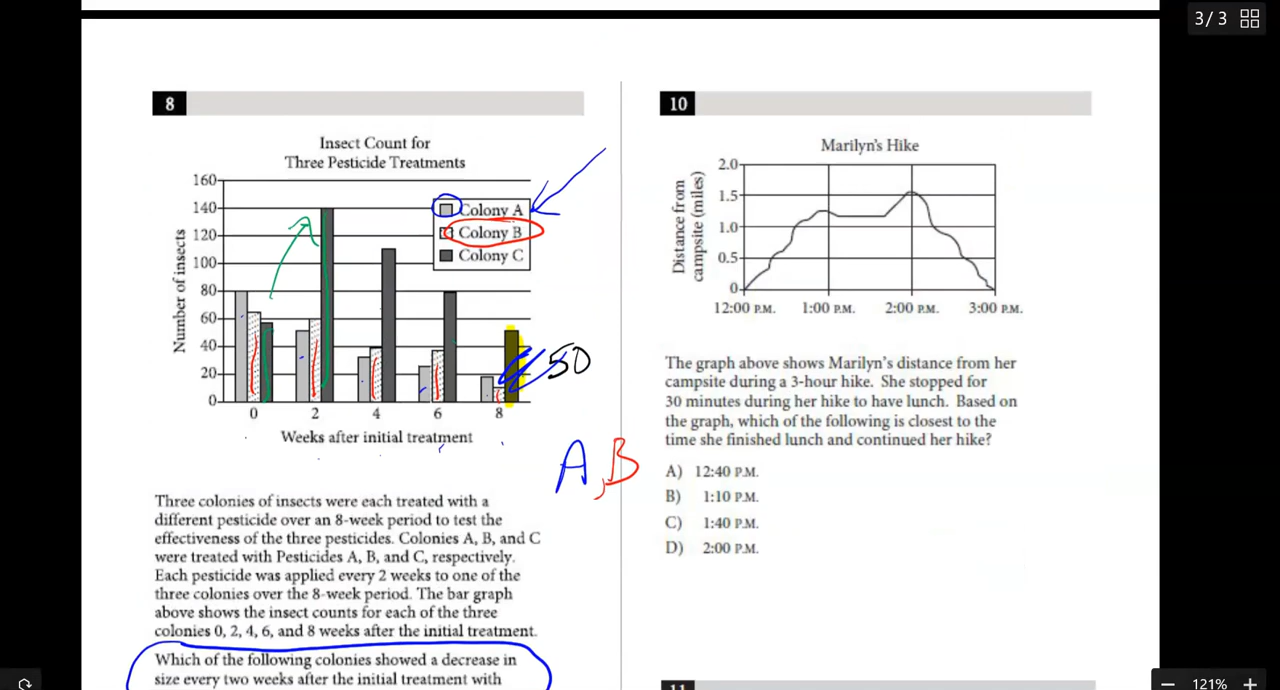 3/3
8
Insect Count for
Three Pesticide Treatments
Number of insects
160
140
120
100
80
60
40
20
0
Colony A
Colony B
Colony C
0 2 4 6 8
Weeks after initial treatment
50
A, B
Three colonies of insects were each treated with a
different pesticide over an 8-week period to test the
effectiveness of the three pesticides. Colonies A, B, and C
were treated with Pesticides A, B, and C, respectively.
Each pesticide was applied every 2 weeks to one of the
three colonies over the 8-week period. The bar graph
above shows the insect counts for each of the three
colonies 0, 2, 4, 6, and 8 weeks after the initial treatment.
Which of the following colonies showed a decrease in
size every two weeks after the initial treatment with
10
Marilyn's Hike
Distance from
campsite (miles)
2.0
1.5
1.0
0.5
0
12:00 P.M. 1:00 P.M. 2:00 P.M. 3:00 P.M.
The graph above shows Marilyn's distance from her
campsite during a 3-hour hike. She stopped for
30 minutes during her hike to have lunch. Based on
the graph, which of the following is closest to the
time she finished lunch and continued her hike?
A) 12:40 P.M.
B) 1:10 P.M.
C) 1:40 P.M.
D) 2:00 P.M.
11
121%